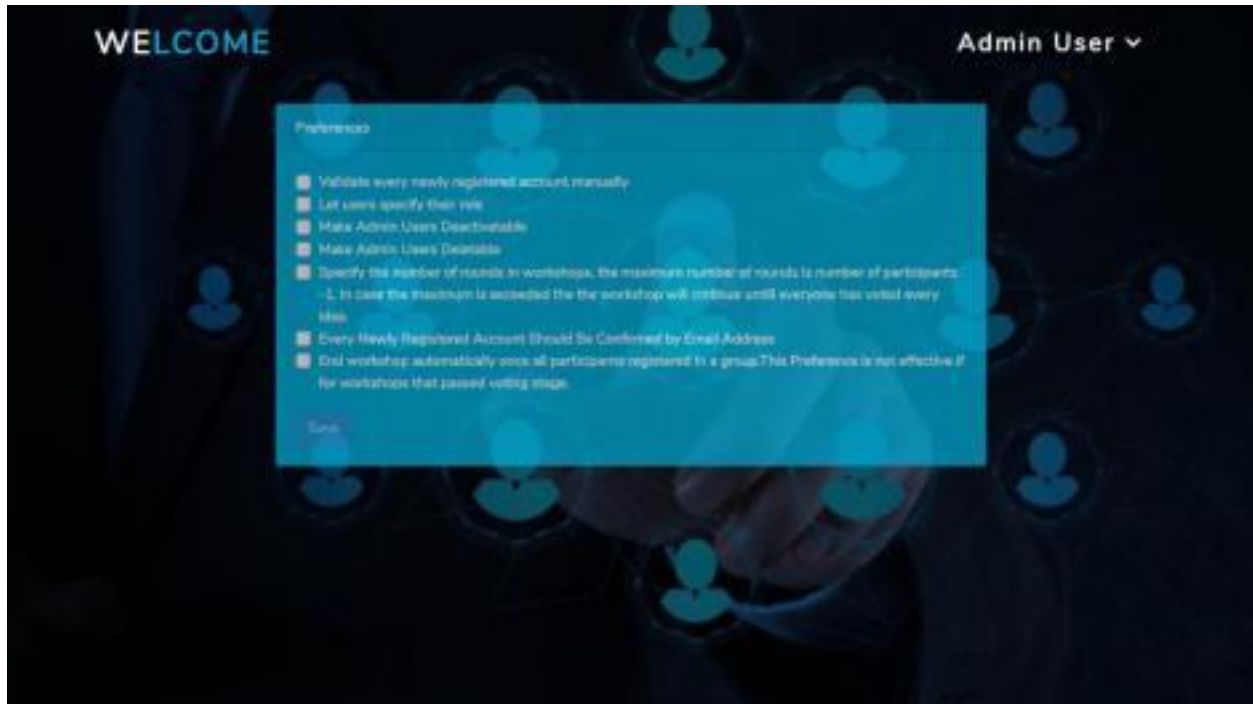 WELCOME
Admin User
Preferences
Validate every newly registered account manually
Let users specify their role
Make Admin Users Deactivatable
Make Admin Users Deletable
Specify the number of rounds in workshops, the maximum number of rounds is number of participants
-1. In case the maximum is exceeded the the workshop will continue untill everyone has voted every
idea.
Every Newly Registered Account Should Be Confirmed by Email Address
End workshop automatically once all participants registered in a group.This Preference is not effective if
for workshops that passed voting stage.
Save